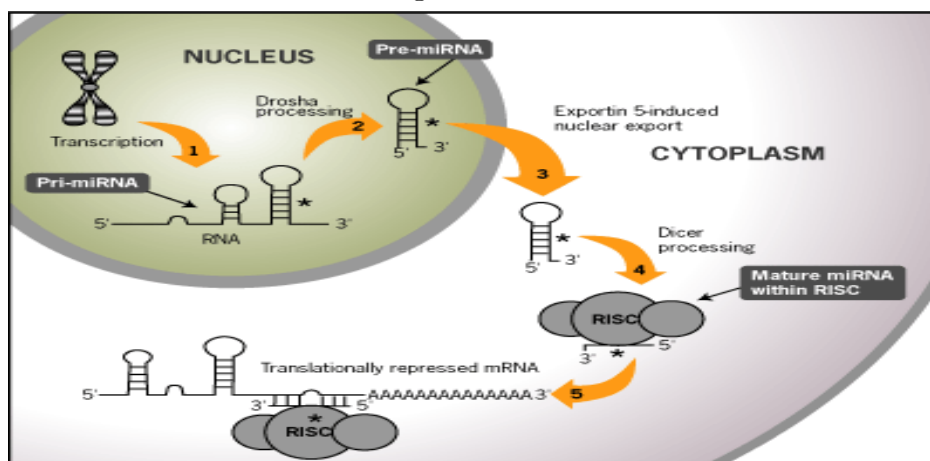 NUCLEUS
Pre-miRNA
Drosha
processing
2
*
5'
3'
Transcription
1
Pri-miRNA
*
5'
3'
RNA
Exportin 5-induced
nuclear export
CYTOPLASM
3
*
5'
3'
Dicer
processing
4
Mature miRNA
within RISC
RISC
3'
*
5'
5
Translationally repressed mRNA
5'
AAAAAAAAAAAAAA 3'
3'
5'
*
RISC